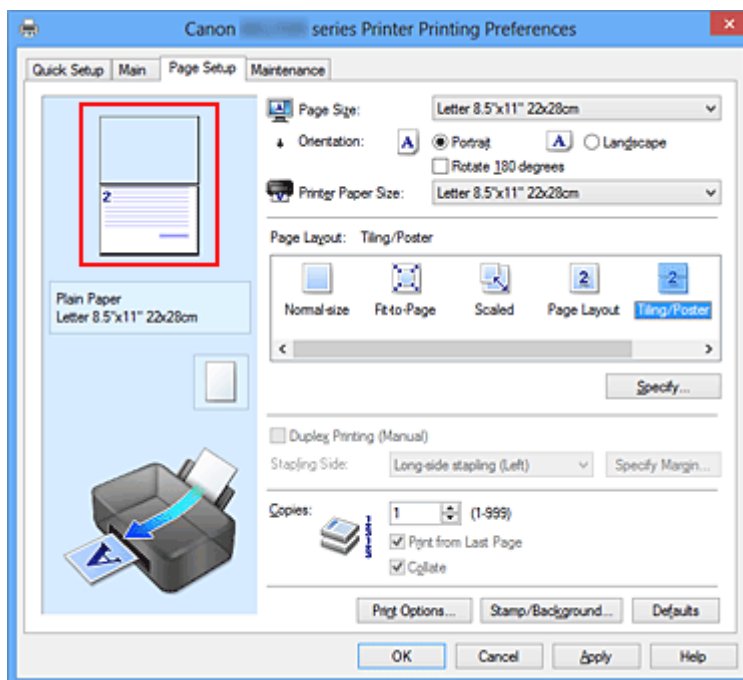 Canon series Printer Printing Preferences
Quick Setup Main Page Setup Maintenance
Page Size: Letter 8.5"x11" 22x28cm
Orientation: A Portrait A Landscape
Rotate 180 degrees
Printer Paper Size: Letter 8.5"x11" 22x28cm
2
Page Layout: Tiling/Poster
2 2
Normal-size Fit-to-Page Scaled Page Layout Tiling/Poster
Plain Paper
Letter 8.5"x11" 22x28cm
Specify...
Duplex Printing (Manual)
Stapling Side: Long-side stapling (Left) Specify Margin...
Copies: 1 (1-999)
Print from Last Page
Collate
A
Print Options... Stamp/Background... Defaults
OK Cancel Apply Help